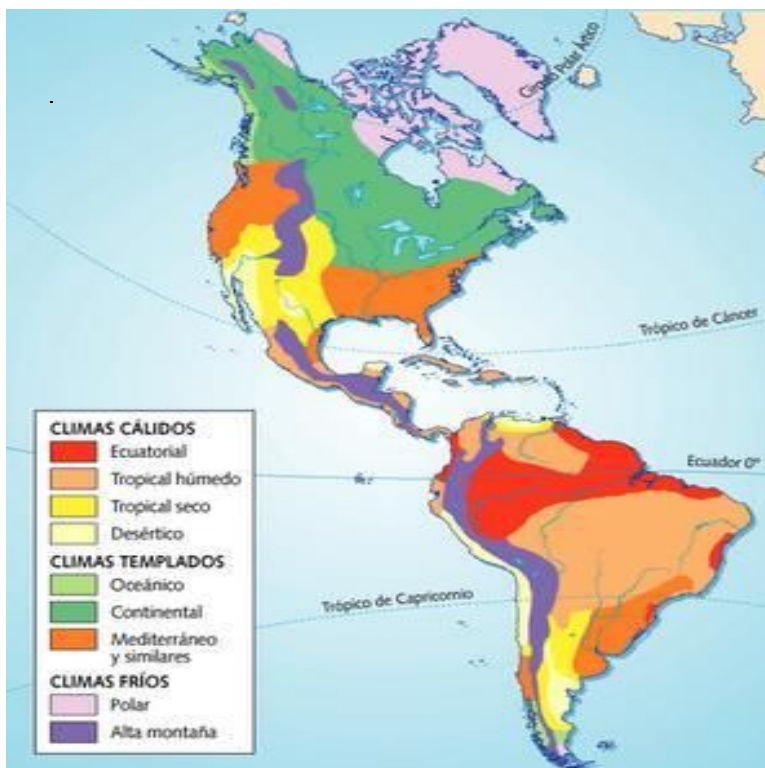 Círculo Polar Ártico
Trópico de Cáncer
CLIMAS CÁLIDOS
Ecuatorial
Tropical húmedo
Tropical seco
Desértico
CLIMAS TEMPLADOS
Oceánico
Continental
Mediterráneo
y similares
CLIMAS FRÍOS
Polar
Alta montaña
Ecuador 0°
Trópico de Capricornio